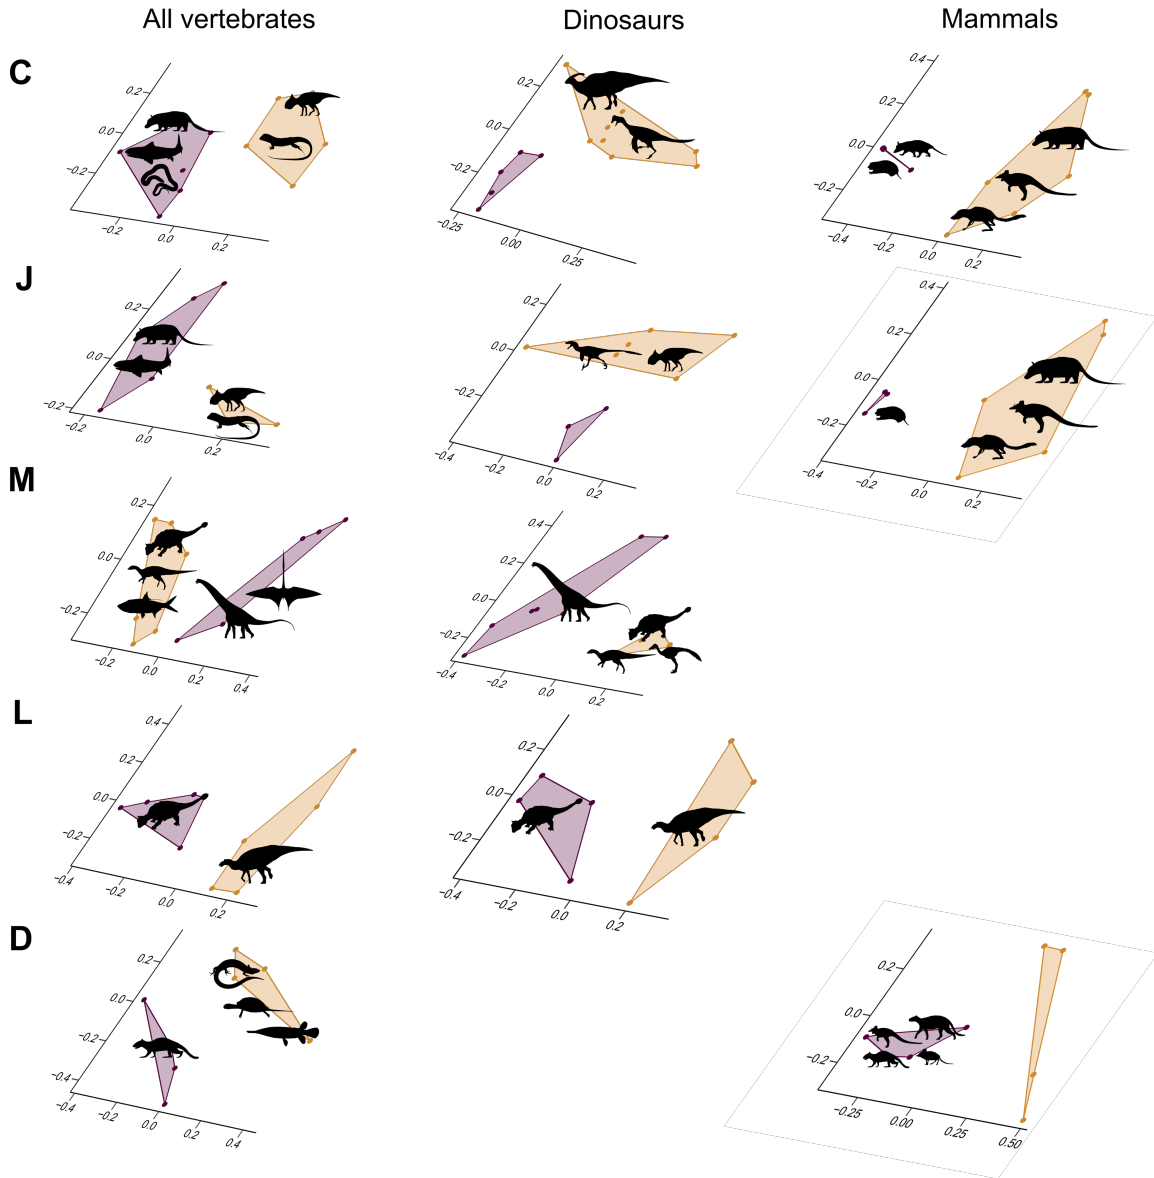 All vertebrates Dinosaurs Mammals
C
0.2 0.0 −0.2 −0.2 0.0 0.2
0.2 0.0 −0.2 −0.25 0.00 0.25
0.4 0.2 0.0 −0.2 −0.4 −0.2 0.0 0.2
J
0.2 0.0 −0.2 −0.2 0.0 0.2
0.2 0.0 −0.2 −0.4 −0.2 0.0 0.2
0.4 0.2 0.0 −0.2 −0.4 −0.2 0.0 0.2
M
0.2 0.0 −0.2 −0.2 0.0 0.2 0.4
0.4 0.2 0.0 −0.2 −0.4 −0.2 0.0 0.2
L
0.4 0.2 0.0 −0.2 −0.4 −0.2 0.0 0.2
0.2 0.0 −0.2 −0.4 −0.2 0.0 0.2
D
0.0 −0.2 −0.4 −0.4 −0.2 0.0 0.2 0.4
0.2 0.0 −0.2 −0.25 0.00 0.25 0.50